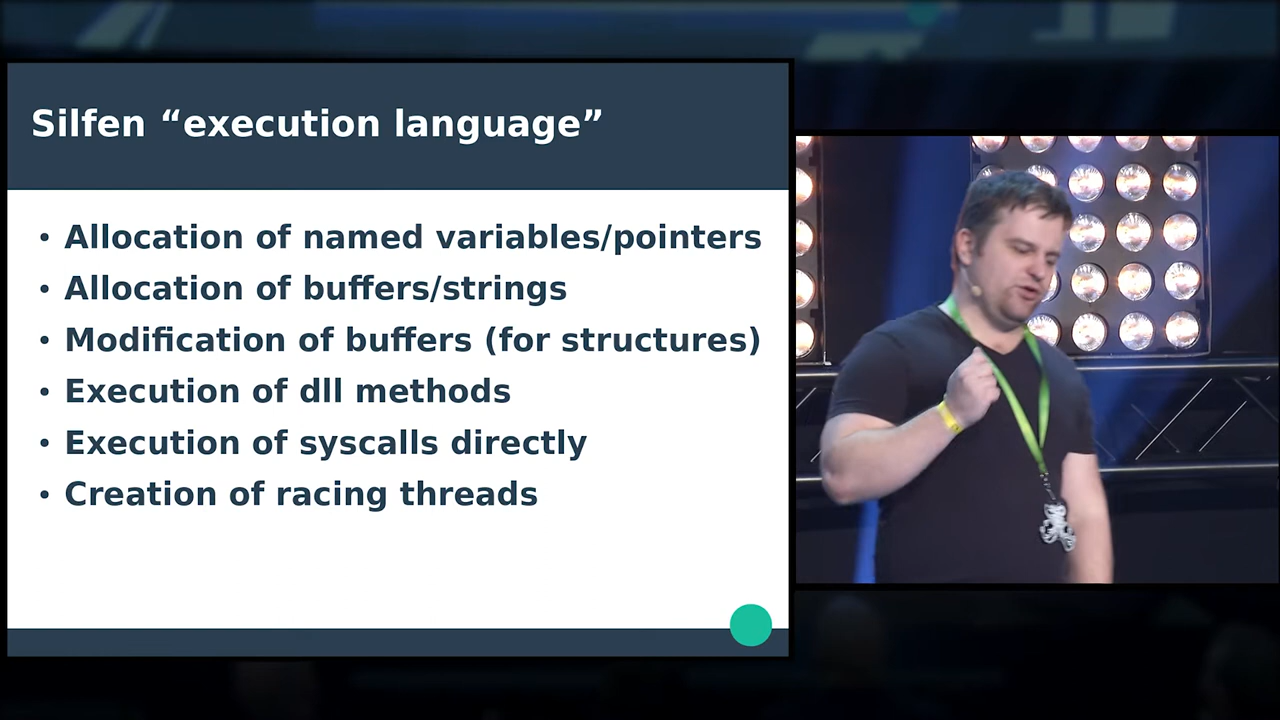 Silfen “execution language”
• Allocation of named variables/pointers
• Allocation of buffers/strings
• Modification of buffers (for structures)
• Execution of dll methods
• Execution of syscalls directly
• Creation of racing threads